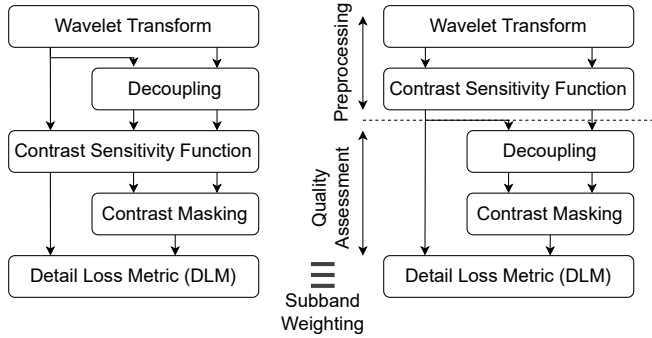 Wavelet Transform
Decoupling
Contrast Sensitivity Function
Contrast Masking
Detail Loss Metric (DLM)
Subband
Weighting
Preprocessing
Quality
Assessment
Wavelet Transform
Contrast Sensitivity Function
Decoupling
Contrast Masking
Detail Loss Metric (DLM)